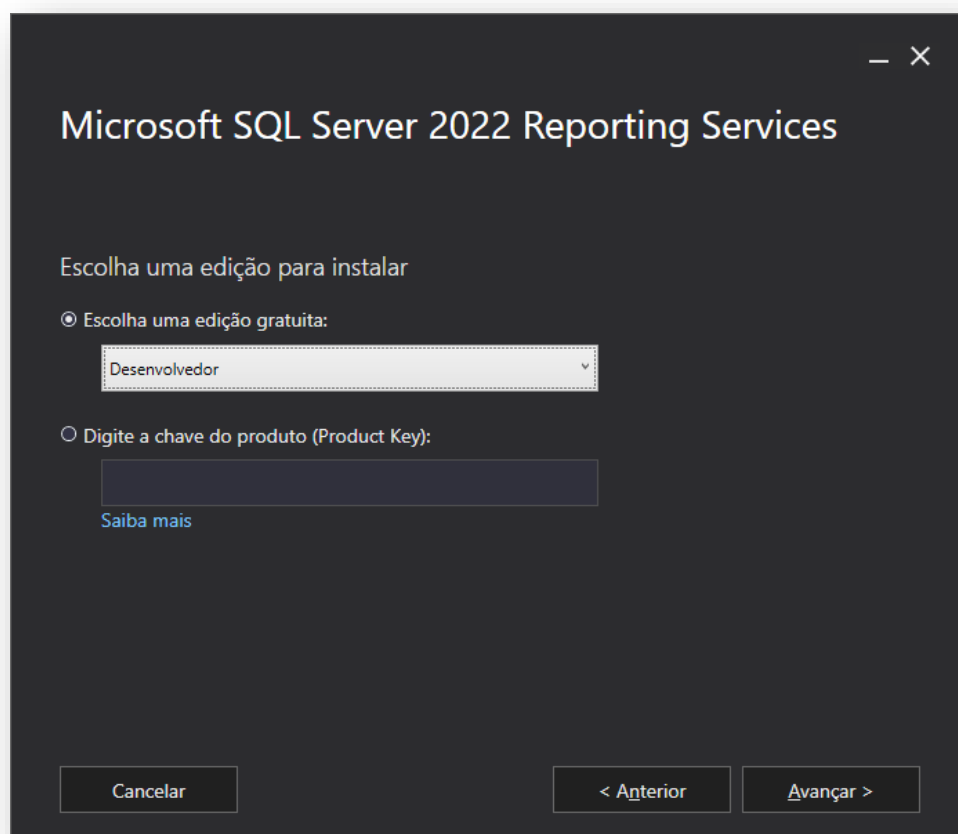 Microsoft SQL Server 2022 Reporting Services
Escolha uma edição para instalar
Escolha uma edição gratuita:
Desenvolvedor
Digite a chave do produto (Product Key):
Saiba mais
Cancelar
< Anterior
Avançar >